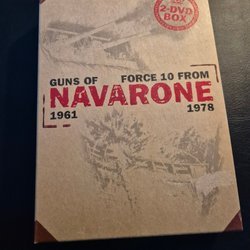 2-DVD
BOX
GUNS OF FORCE 10 FROM
NAVARONE
1961 1978